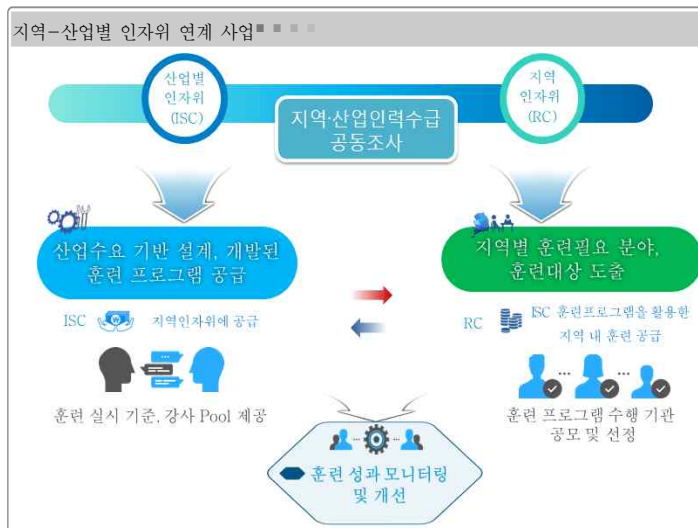 지역-산업별 인자위 연계 사업
산업별
인자위
(ISC)
지역
인자위
(RC)
지역·산업인력수급
공동조사
산업수요 기반 설계, 개발된
훈련 프로그램 공급
지역별 훈련필요 분야,
훈련대상 도출
ISC
지역인자위에 공급
RC
ISC 훈련프로그램을 활용한
지역 내 훈련 공급
훈련 실시 기준, 강사 Pool 제공
훈련 프로그램 수행 기관
공모 및 선정
훈련 성과 모니터링
및 개선